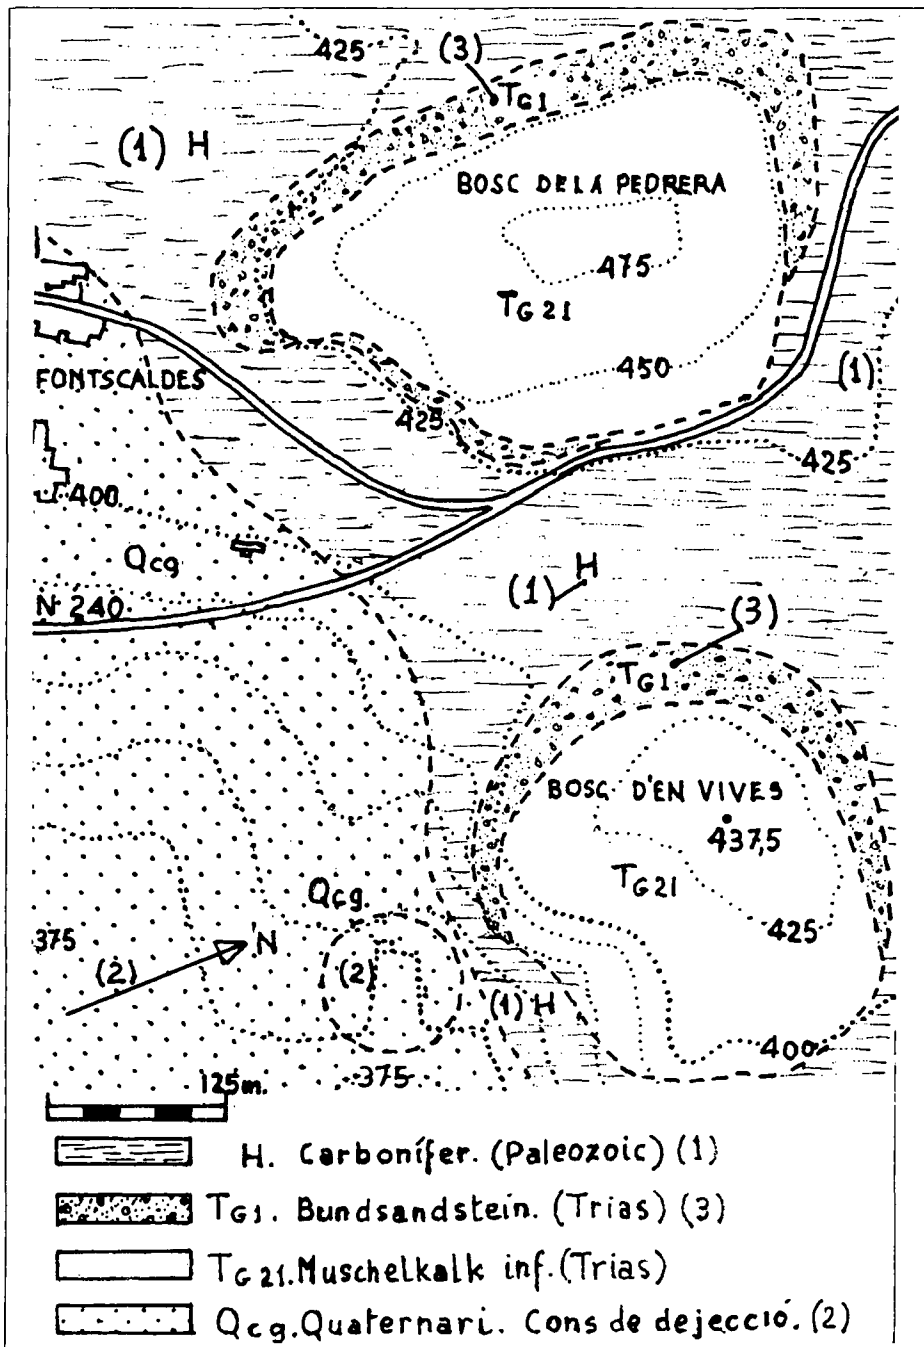 425
(3)
TG1
(1) H
BOSC DE LA PEDRERA
475
TG21
FONTSCALDES
450
(1)
425
425
400
Qcg
H
(1)
N 240
(3)
TG1
BOSC D'EN VIVES
437,5
TG21
Qcg.
425
375
N
(2)
(2)
(1) H
400
375
125m.
H. Carbonífer. (Paleozoic) (1)
TG1. Bundsandstein. (Trias) (3)
TG21. Muschelkalk inf. (Trias)
Qcg. Quaternari. Cons de dejecció. (2)